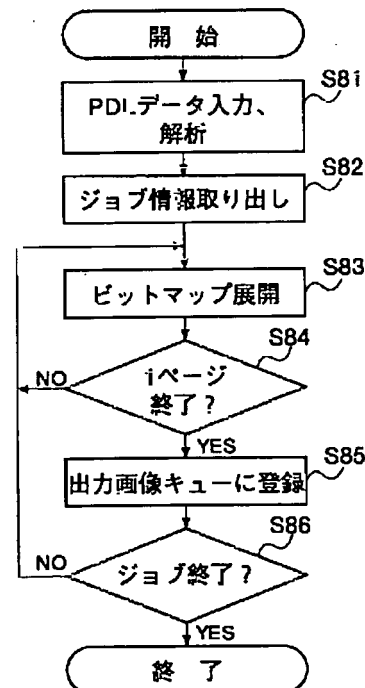 開 始
S81
PDLデータ入力、
解析
S82
ジョブ情報取り出し
S83
ビットマップ展開
S84
iページ
終了？
NO
YES
S85
出力画像キューに登録
S86
ジョブ終了？
NO
YES
終 了